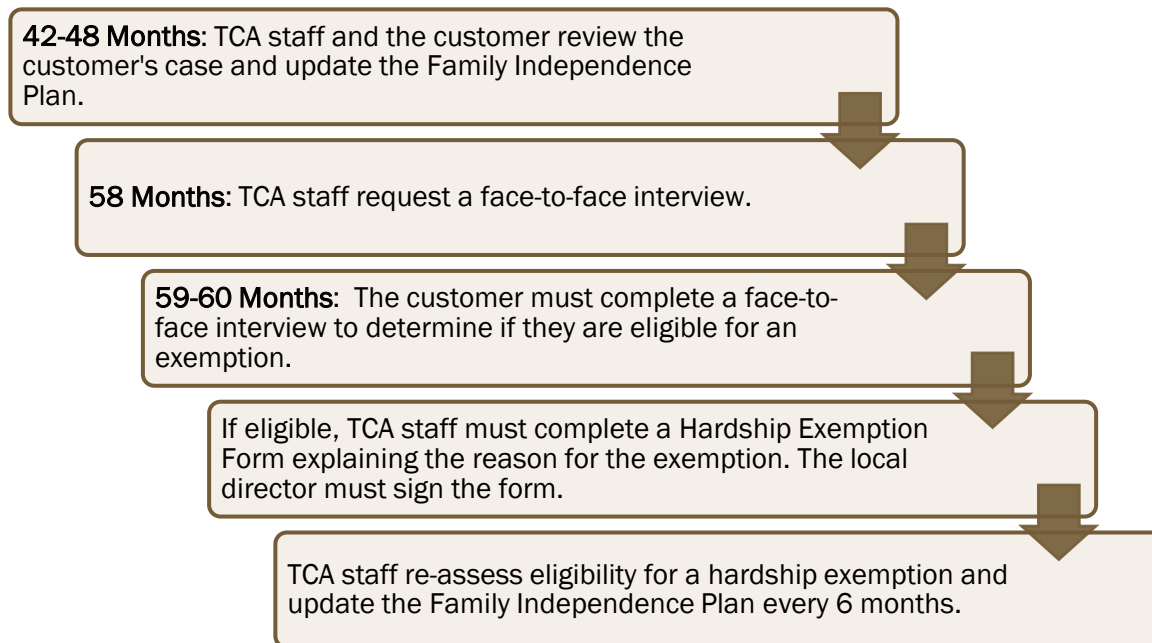 42-48 Months: TCA staff and the customer review the
customer's case and update the Family Independence
Plan.
58 Months: TCA staff request a face-to-face interview.
59-60 Months:  The customer must complete a face-to-
face interview to determine if they are eligible for an
exemption.
If eligible, TCA staff must complete a Hardship Exemption
Form explaining the reason for the exemption. The local
director must sign the form.
TCA staff re-assess eligibility for a hardship exemption and
update the Family Independence Plan every 6 months.